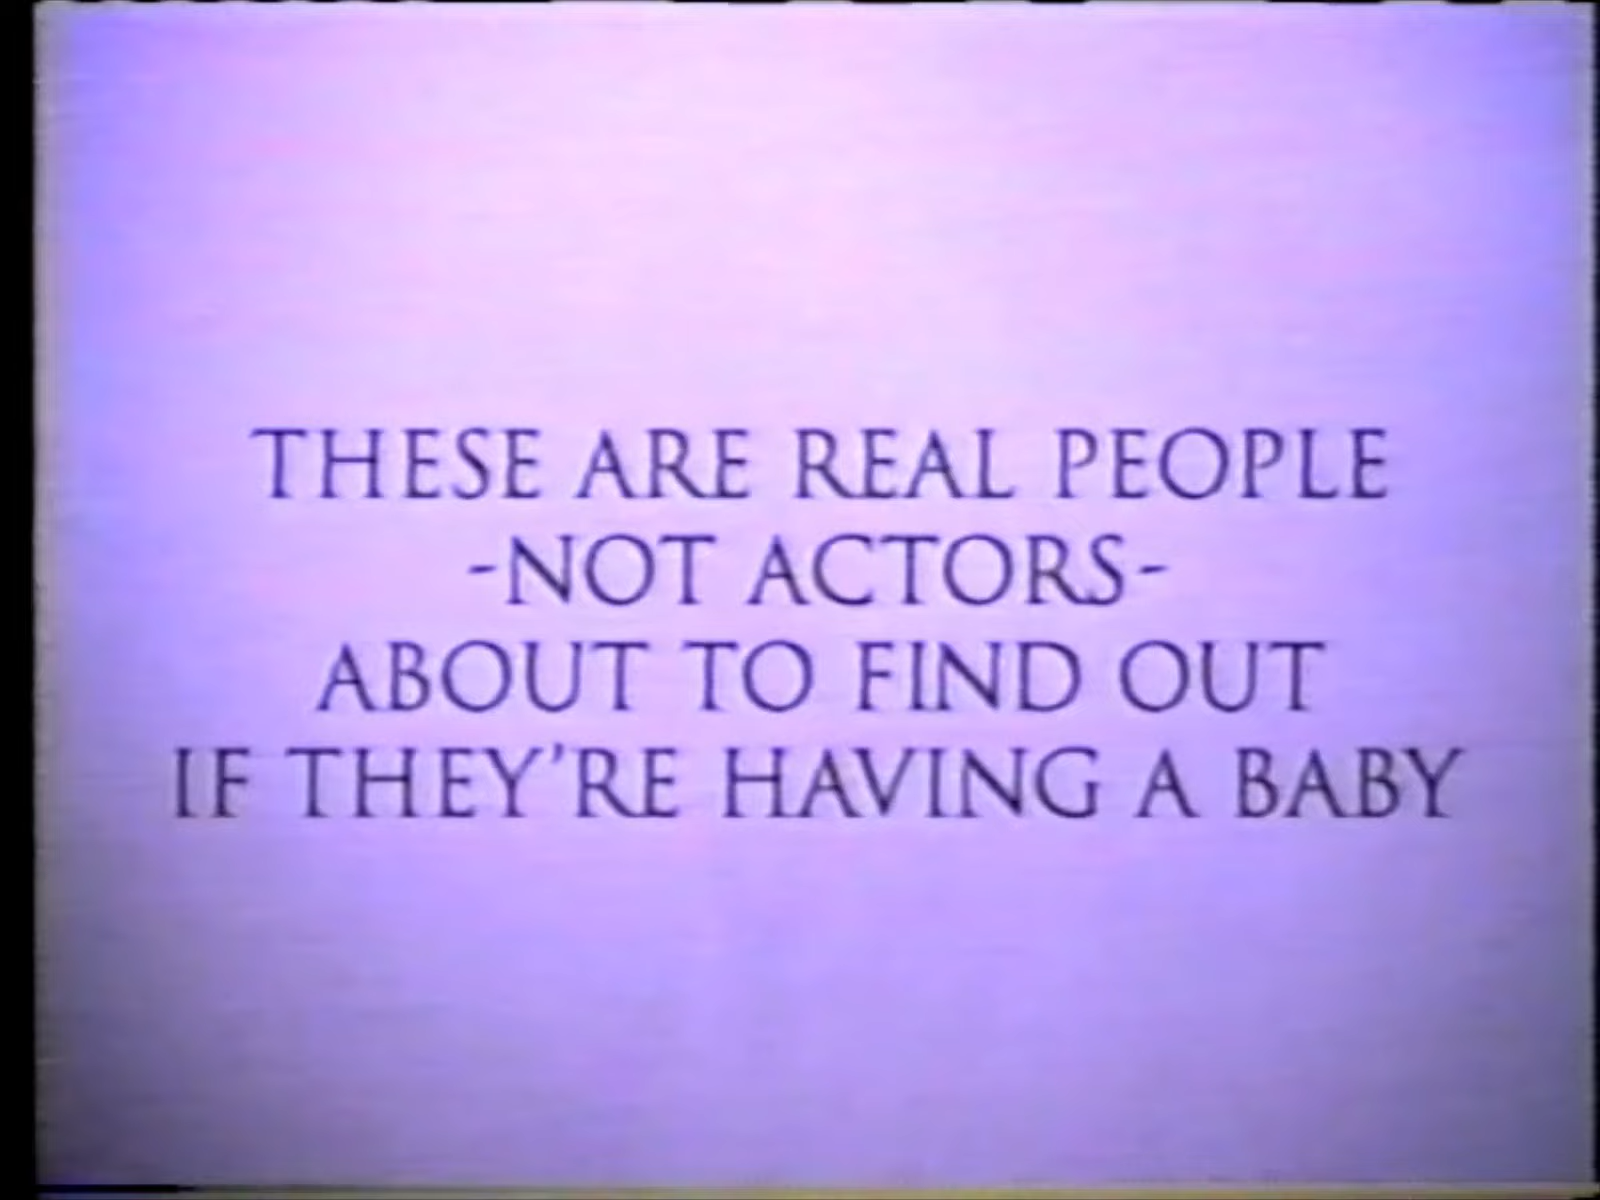 THESE ARE REAL PEOPLE
-NOT ACTORS-
ABOUT TO FIND OUT
IF THEY'RE HAVING A BABY